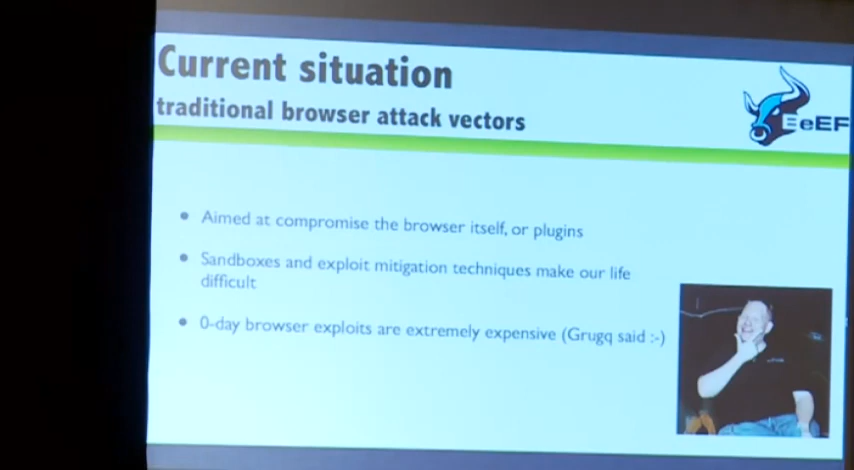 Current situation
traditional browser attack vectors
BeEF
Aimed at compromise the browser itself, or plugins
Sandboxes and exploit mitigation techniques make our life
difficult
0-day browser exploits are extremely expensive (Grugq said :-)